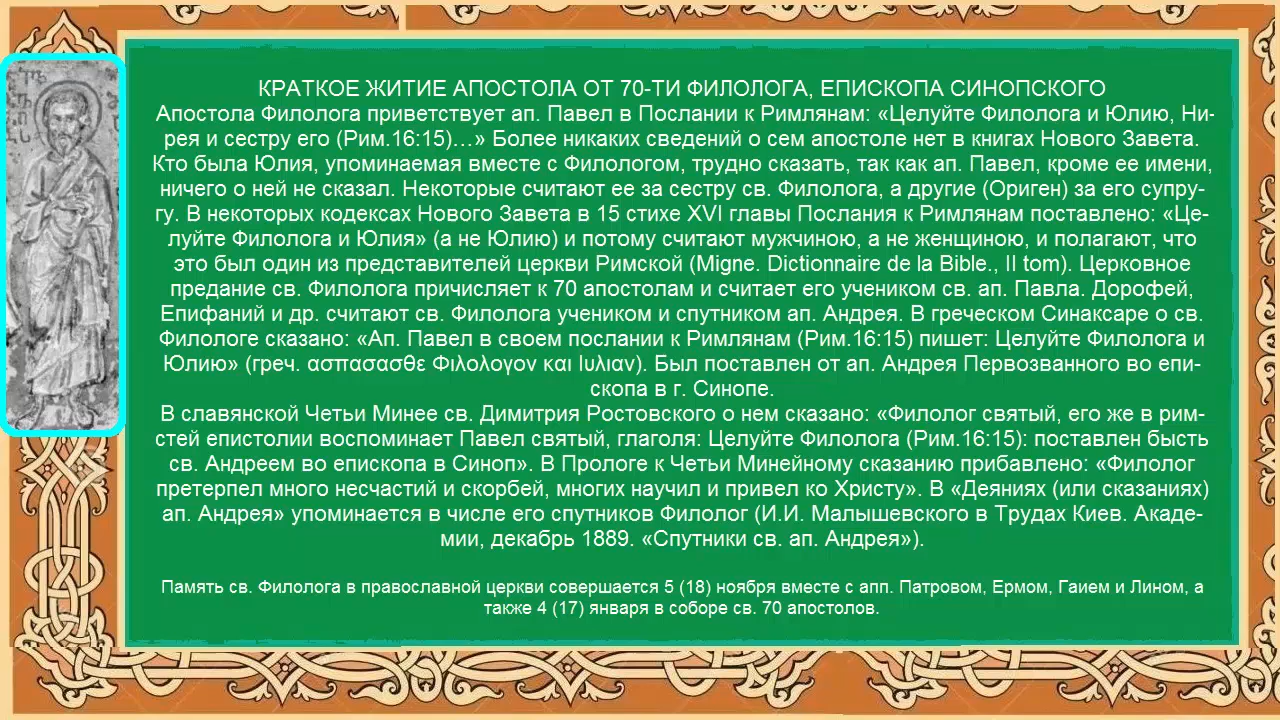 КРАТКОЕ ЖИТИЕ АПОСТОЛА ОТ 70-ТИ ФИЛОЛОГА, ЕПИСКОПА СИНОПСКОГО
Апостола Филолога приветствует ап. Павел в Послании к Римлянам: «Целуйте Филолога и Юлию, Ни-
рея и сестру его (Рим.16:15)…» Более никаких сведений о сем апостоле нет в книгах Нового Завета.
Кто была Юлия, упоминаемая вместе с Филологом, трудно сказать, так как ап. Павел, кроме ее имени,
ничего о ней не сказал. Некоторые считают ее за сестру св. Филолога, а другие (Ориген) за его супру-
гу. В некоторых кодексах Нового Завета в 15 стихе XVI главы Послания к Римлянам поставлено: «Це-
луйте Филолога и Юлия» (а не Юлию) и потому считают мужчиною, а не женщиною, и полагают, что
это был один из представителей церкви Римской (Migne. Dictionnaire de la Bible., II tom). Церковное
предание св. Филолога причисляет к 70 апостолам и считает его учеником св. ап. Павла. Дорофей,
Епифаний и др. считают св. Филолога учеником и спутником ап. Андрея. В греческом Синаксаре о св.
Филологе сказано: «Ап. Павел в своем послании к Римлянам (Рим.16:15) пишет: Целуйте Филолога и
Юлию» (греч. ασπασασθε Φιλολογον και Ιυλιαν). Был поставлен от ап. Андрея Первозванного во епи-
скопа в г. Синопе.
В славянской Четьи Минее св. Димитрия Ростовского о нем сказано: «Филолог святый, его же в рим-
стей епистолии воспоминает Павел святый, глаголя: Целуйте Филолога (Рим.16:15): поставлен бысть
св. Андреем во епископа в Синоп». В Прологе к Четьи Минейному сказанию прибавлено: «Филолог
претерпел много несчастий и скорбей, многих научил и привел ко Христу». В «Деяниях (или сказаниях)
ап. Андрея» упоминается в числе его спутников Филолог (И.И. Малышевского в Трудах Киев. Акаде-
мии, декабрь 1889. «Спутники св. ап. Андрея»).
Память св. Филолога в православной церкви совершается 5 (18) ноября вместе с апп. Патровом, Ермом, Гаием и Лином, а
также 4 (17) января в соборе св. 70 апостолов.